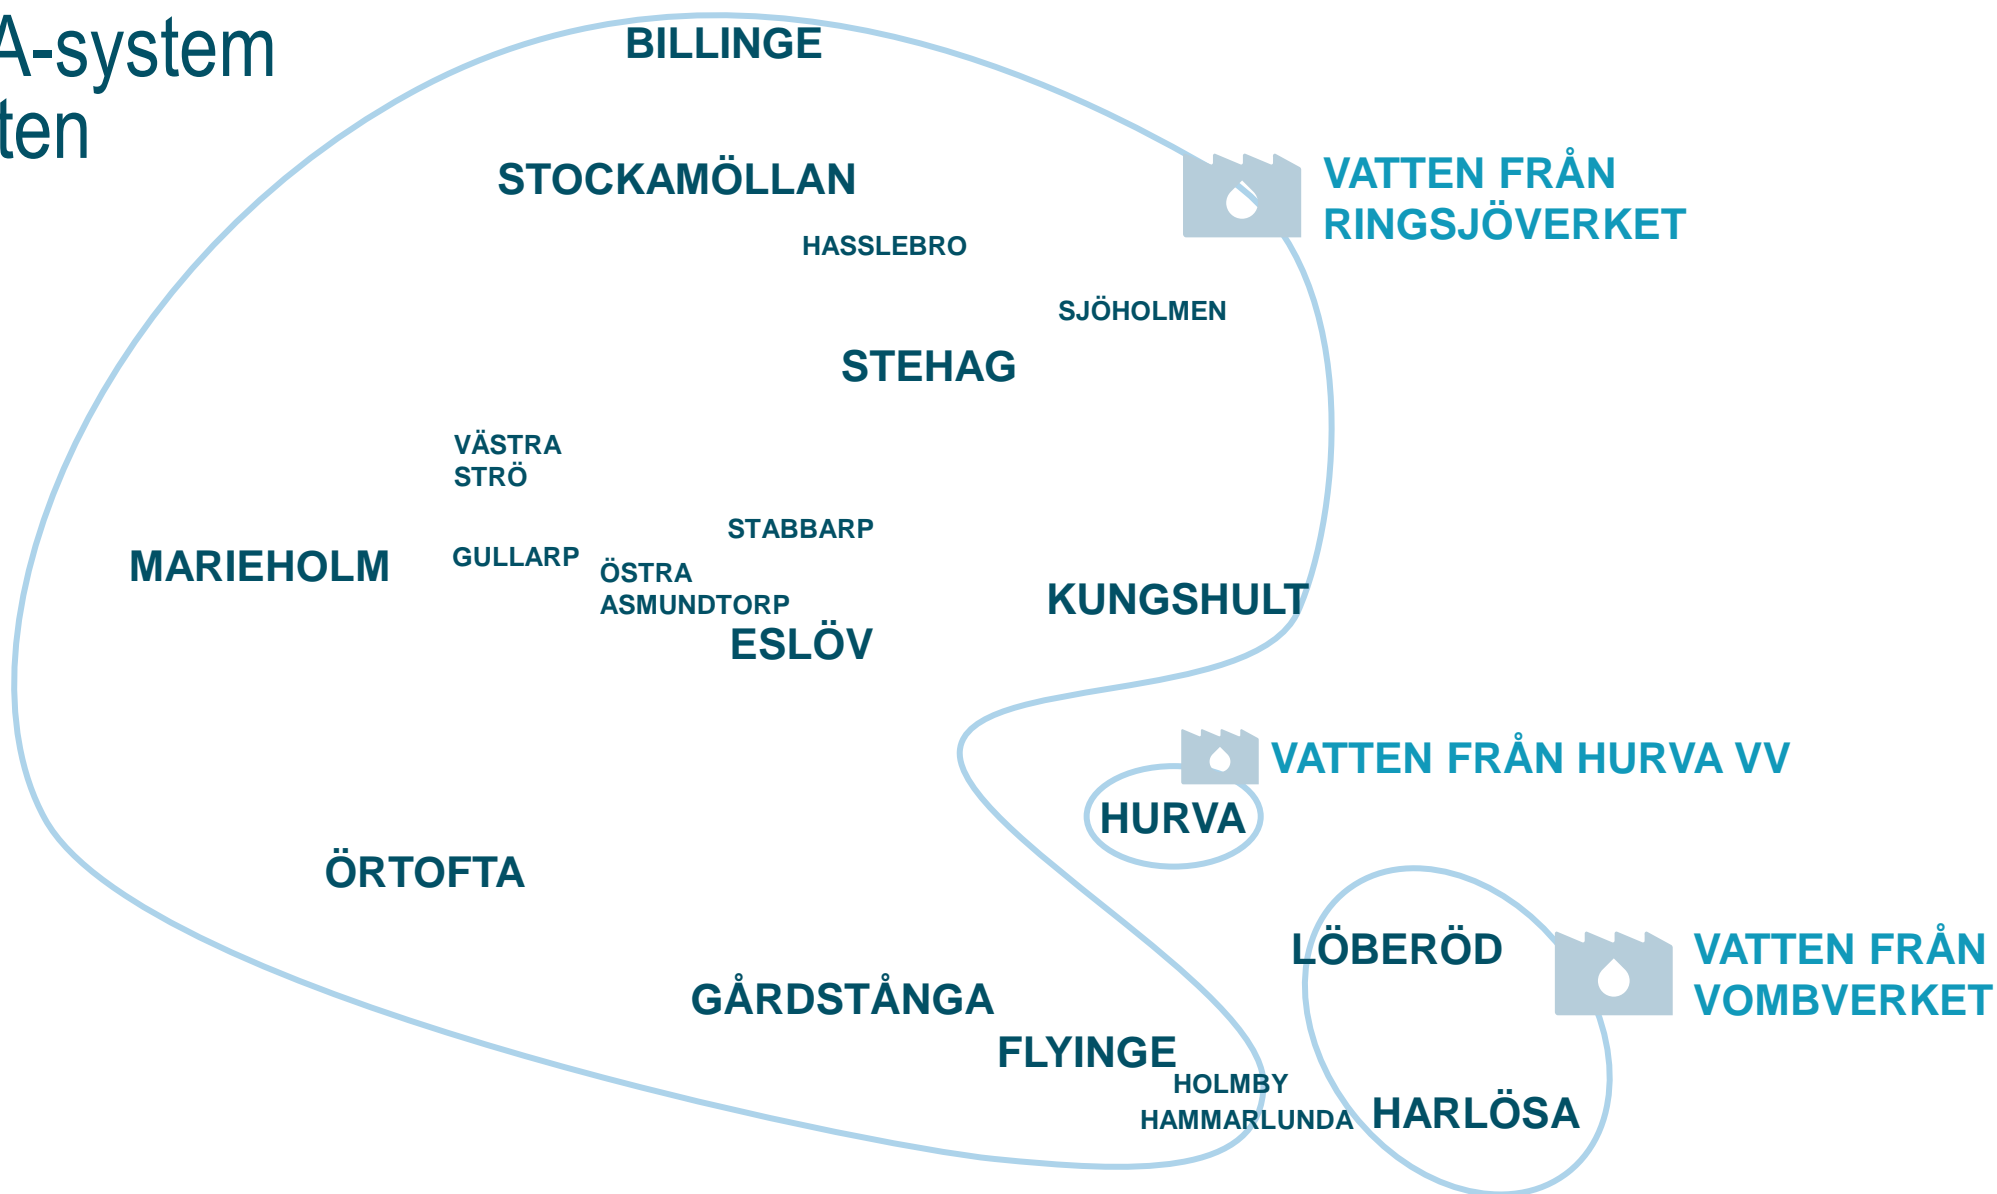 A-system
ten
BILLINGE
STOCKAMÖLLAN
VATTEN FRÅN
RINGSJÖVERKET
HASSLEBRO
SJÖHOLMEN
STEHAG
VÄSTRA
STRÖ
STABBARP
MARIEHOLM
GULLARP
ÖSTRA
ASMUNDTORP
KUNGSHULT
ESLÖV
VATTEN FRÅN HURVA VV
HURVA
ÖRTOFTA
LÖBERÖD
VATTEN FRÅN
VOMBVERKET
GÅRDSTÅNGA
FLYINGE
HOLMBY
HAMMARLUNDA
HARLÖSA